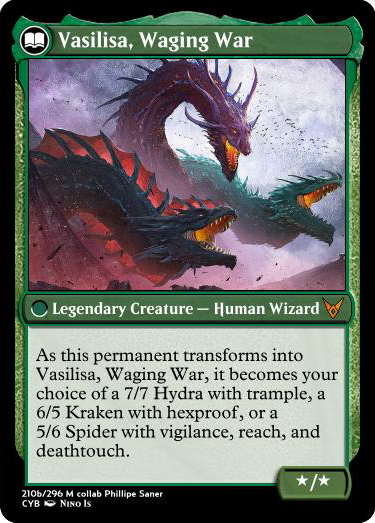 Vasilisa, Waging War
Legendary Creature — Human Wizard
As this permanent transforms into
Vasilisa, Waging War, it becomes your
choice of a 7/7 Hydra with trample, a
6/5 Kraken with hexproof, or a
5/6 Spider with vigilance, reach, and
deathtouch.
★/★
210b/296 M collab Phillipe Saner
CYB Nino Is